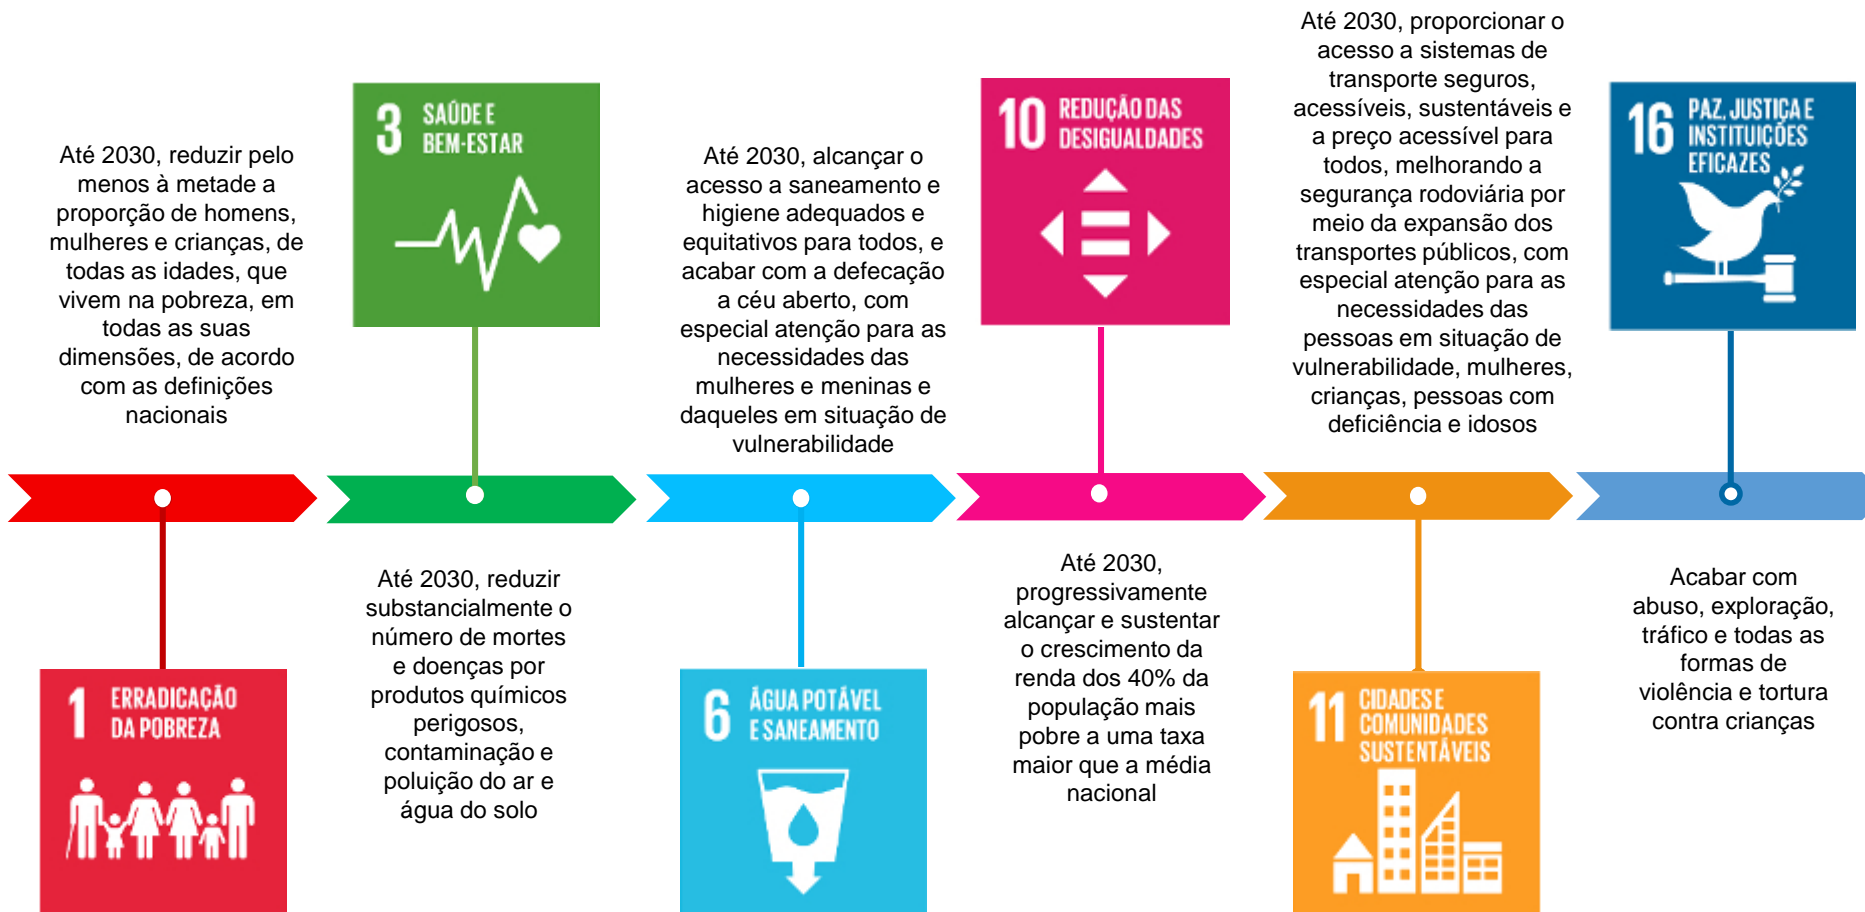 Até 2030, reduzir pelo
menos à metade a
proporção de homens,
mulheres e crianças, de
todas as idades, que
vivem na pobreza, em
todas as suas
dimensões, de acordo
com as definições
nacionais
1 ERRADICAÇÃO
DA POBREZA
3 SAÚDE E
BEM-ESTAR
Até 2030, reduzir
substancialmente o
número de mortes
e doenças por
produtos químicos
perigosos,
contaminação e
poluição do ar e
água do solo
Até 2030, alcançar o
acesso a saneamento e
higiene adequados e
equitativos para todos, e
acabar com a defecação
a céu aberto, com
especial atenção para as
necessidades das
mulheres e meninas e
daqueles em situação de
vulnerabilidade
6 ÁGUA POTÁVEL
E SANEAMENTO
10 REDUÇÃO DAS
DESIGUALDADES
Até 2030,
progressivamente
alcançar e sustentar
o crescimento da
renda dos 40% da
população mais
pobre a uma taxa
maior que a média
nacional
Até 2030, proporcionar o
acesso a sistemas de
transporte seguros,
acessíveis, sustentáveis e
a preço acessível para
todos, melhorando a
segurança rodoviária por
meio da expansão dos
transportes públicos, com
especial atenção para as
necessidades das
pessoas em situação de
vulnerabilidade, mulheres,
crianças, pessoas com
deficiência e idosos
11 CIDADES E
COMUNIDADES
SUSTENTÁVEIS
16 PAZ, JUSTIÇA E
INSTITUIÇÕES
EFICAZES
Acabar com
abuso, exploração,
tráfico e todas as
formas de
violência e tortura
contra crianças